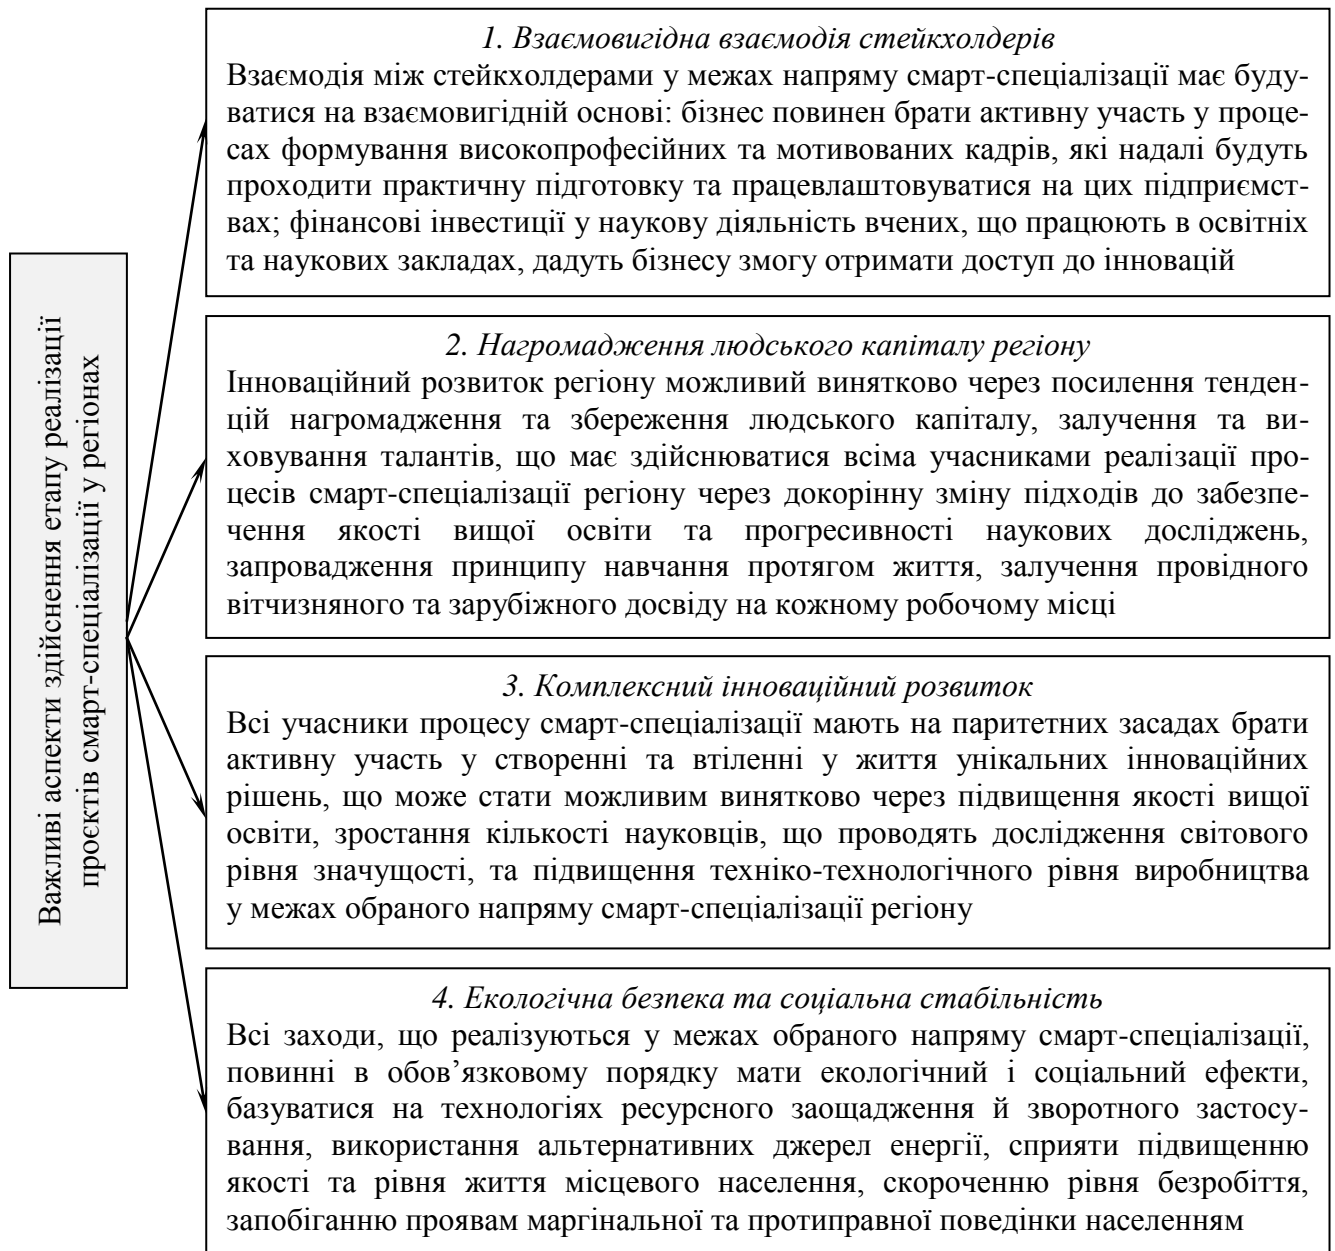 Важливі аспекти здійснення етапу реалізації
проєктів смарт-спеціалізації у регіонах
1. Взаємовигідна взаємодія стейкхолдерів
Взаємодія між стейкхолдерами у межах напряму смарт-спеціалізації має буду-
ватися на взаємовигідній основі: бізнес повинен брати активну участь у проце-
сах формування високопрофесійних та мотивованих кадрів, які надалі будуть
проходити практичну підготовку та працевлаштовуватися на цих підприємст-
вах; фінансові інвестиції у наукову діяльність вчених, що працюють в освітніх
та наукових закладах, дадуть бізнесу змогу отримати доступ до інновацій
2. Нагромадження людського капіталу регіону
Інноваційний розвиток регіону можливий винятково через посилення тенден-
цій нагромадження та збереження людського капіталу, залучення та ви-
ховування талантів, що має здійснюватися всіма учасниками реалізації про-
цесів смарт-спеціалізації регіону через докорінну зміну підходів до забезпе-
чення якості вищої освіти та прогресивності наукових досліджень,
запровадження принципу навчання протягом життя, залучення провідного
вітчизняного та зарубіжного досвіду на кожному робочому місці
3. Комплексний інноваційний розвиток
Всі учасники процесу смарт-спеціалізації мають на паритетних засадах брати
активну участь у створенні та втіленні у життя унікальних інноваційних
рішень, що може стати можливим винятково через підвищення якості вищої
освіти, зростання кількості науковців, що проводять дослідження світового
рівня значущості, та підвищення техніко-технологічного рівня виробництва
у межах обраного напряму смарт-спеціалізації регіону
4. Екологічна безпека та соціальна стабільність
Всі заходи, що реалізуються у межах обраного напряму смарт-спеціалізації,
повинні в обов’язковому порядку мати екологічний і соціальний ефекти,
базуватися на технологіях ресурсного заощадження й зворотного застосу-
вання, використання альтернативних джерел енергії, сприяти підвищенню
якості та рівня життя місцевого населення, скороченню рівня безробіття,
запобіганню проявам маргінальної та протиправної поведінки населенням